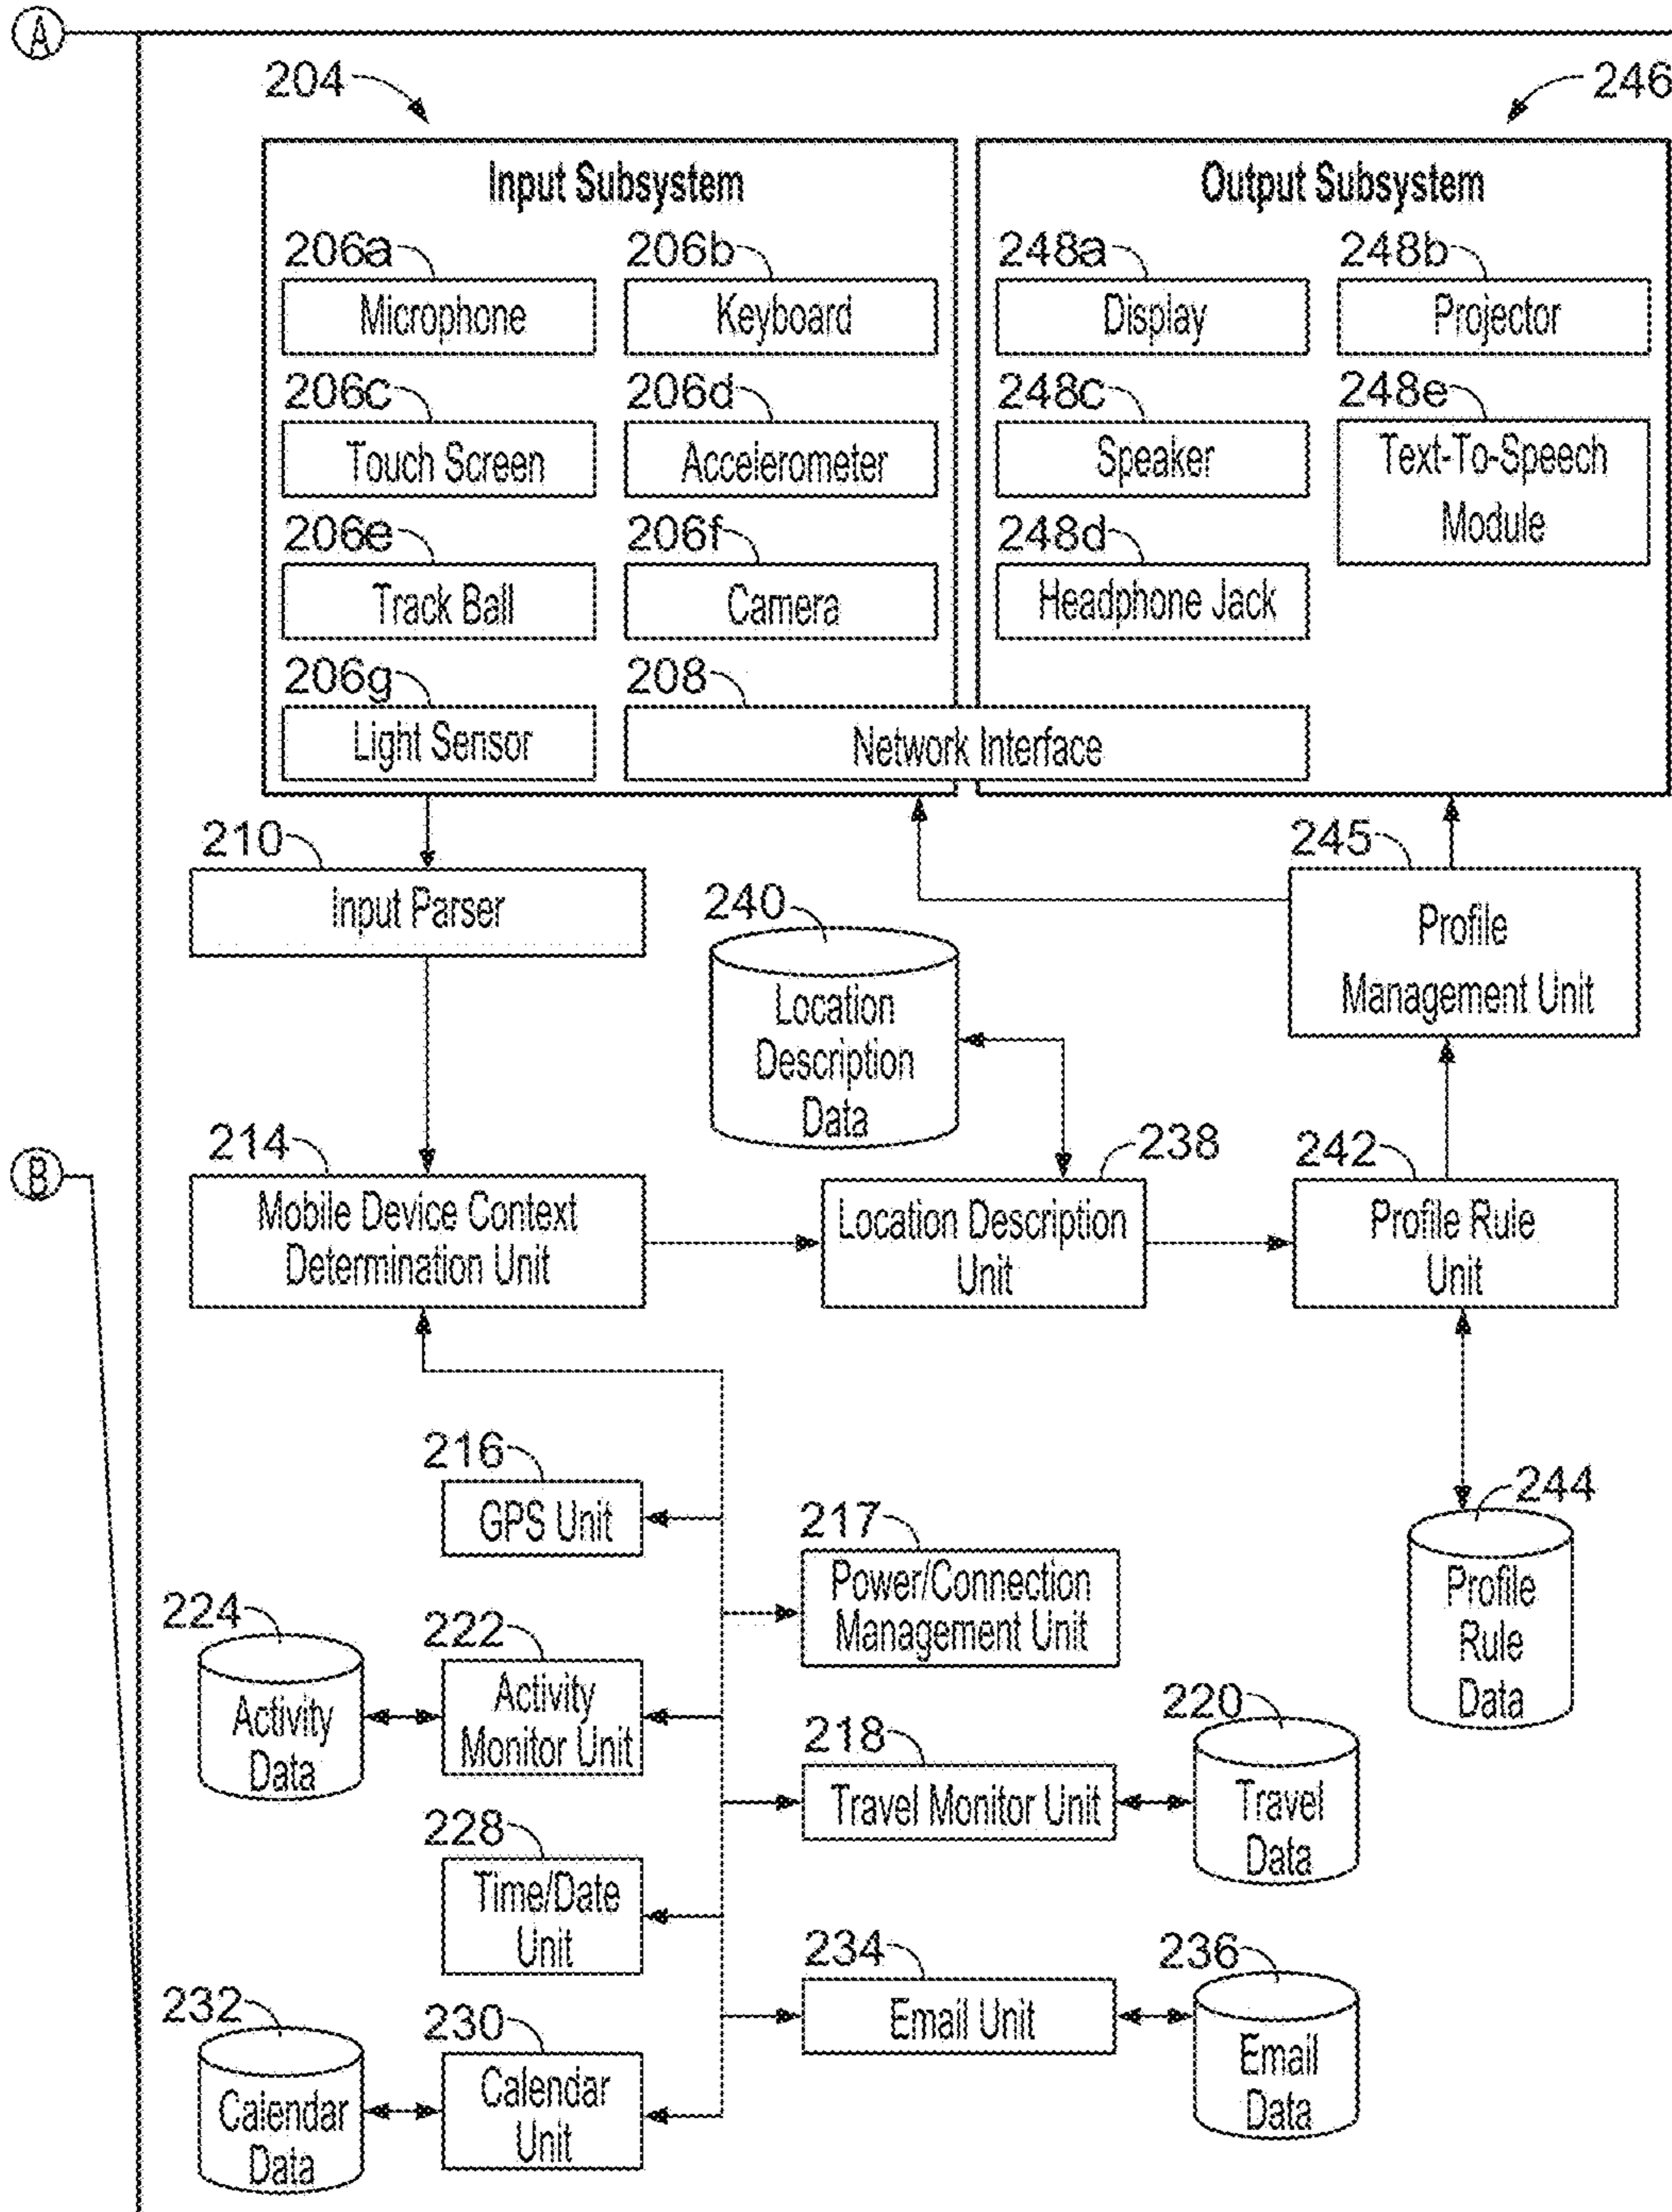 A
204
246
Input Subsystem
Output Subsystem
206a
206b
248a
248b
Microphone
Keyboard
Display
Projector
206c
206d
248c
248e
Touch Screen
Accelerometer
Speaker
Text-To-Speech
Module
206e
206f
248d
Track Ball
Camera
Headphone Jack
206g
208
Light Sensor
Network Interface
210
245
Input Parser
Profile
Management Unit
240
Location
Description
Data
B
214
238
242
Mobile Device Context
Determination Unit
Location Description
Unit
Profile Rule
Unit
216
GPS Unit
244
Profile
Rule
Data
217
Power/Connection
Management Unit
224
Activity
Data
222
Activity
Monitor Unit
218
Travel Monitor Unit
220
Travel
Data
228
Time/Date
Unit
234
Email Unit
236
Email
Data
232
Calendar
Data
230
Calendar
Unit